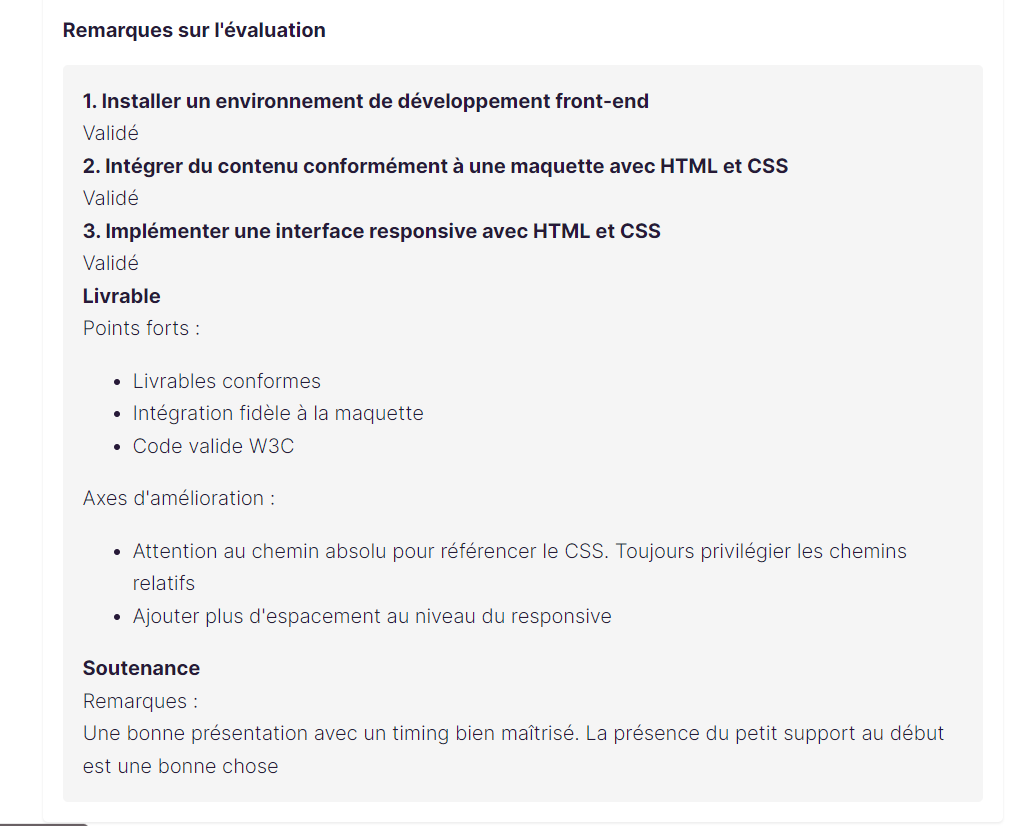 Remarques sur l'évaluation
1. Installer un environnement de développement front-end
Validé
2. Intégrer du contenu conformément à une maquette avec HTML et CSS
Validé
3. Implémenter une interface responsive avec HTML et CSS
Validé
Livrable
Points forts :
• Livrables conformes
• Intégration fidèle à la maquette
• Code valide W3C
Axes d'amélioration :
• Attention au chemin absolu pour référencer le CSS. Toujours privilégier les chemins
relatifs
• Ajouter plus d'espacement au niveau du responsive
Soutenance
Remarques :
Une bonne présentation avec un timing bien maîtrisé. La présence du petit support au début
est une bonne chose